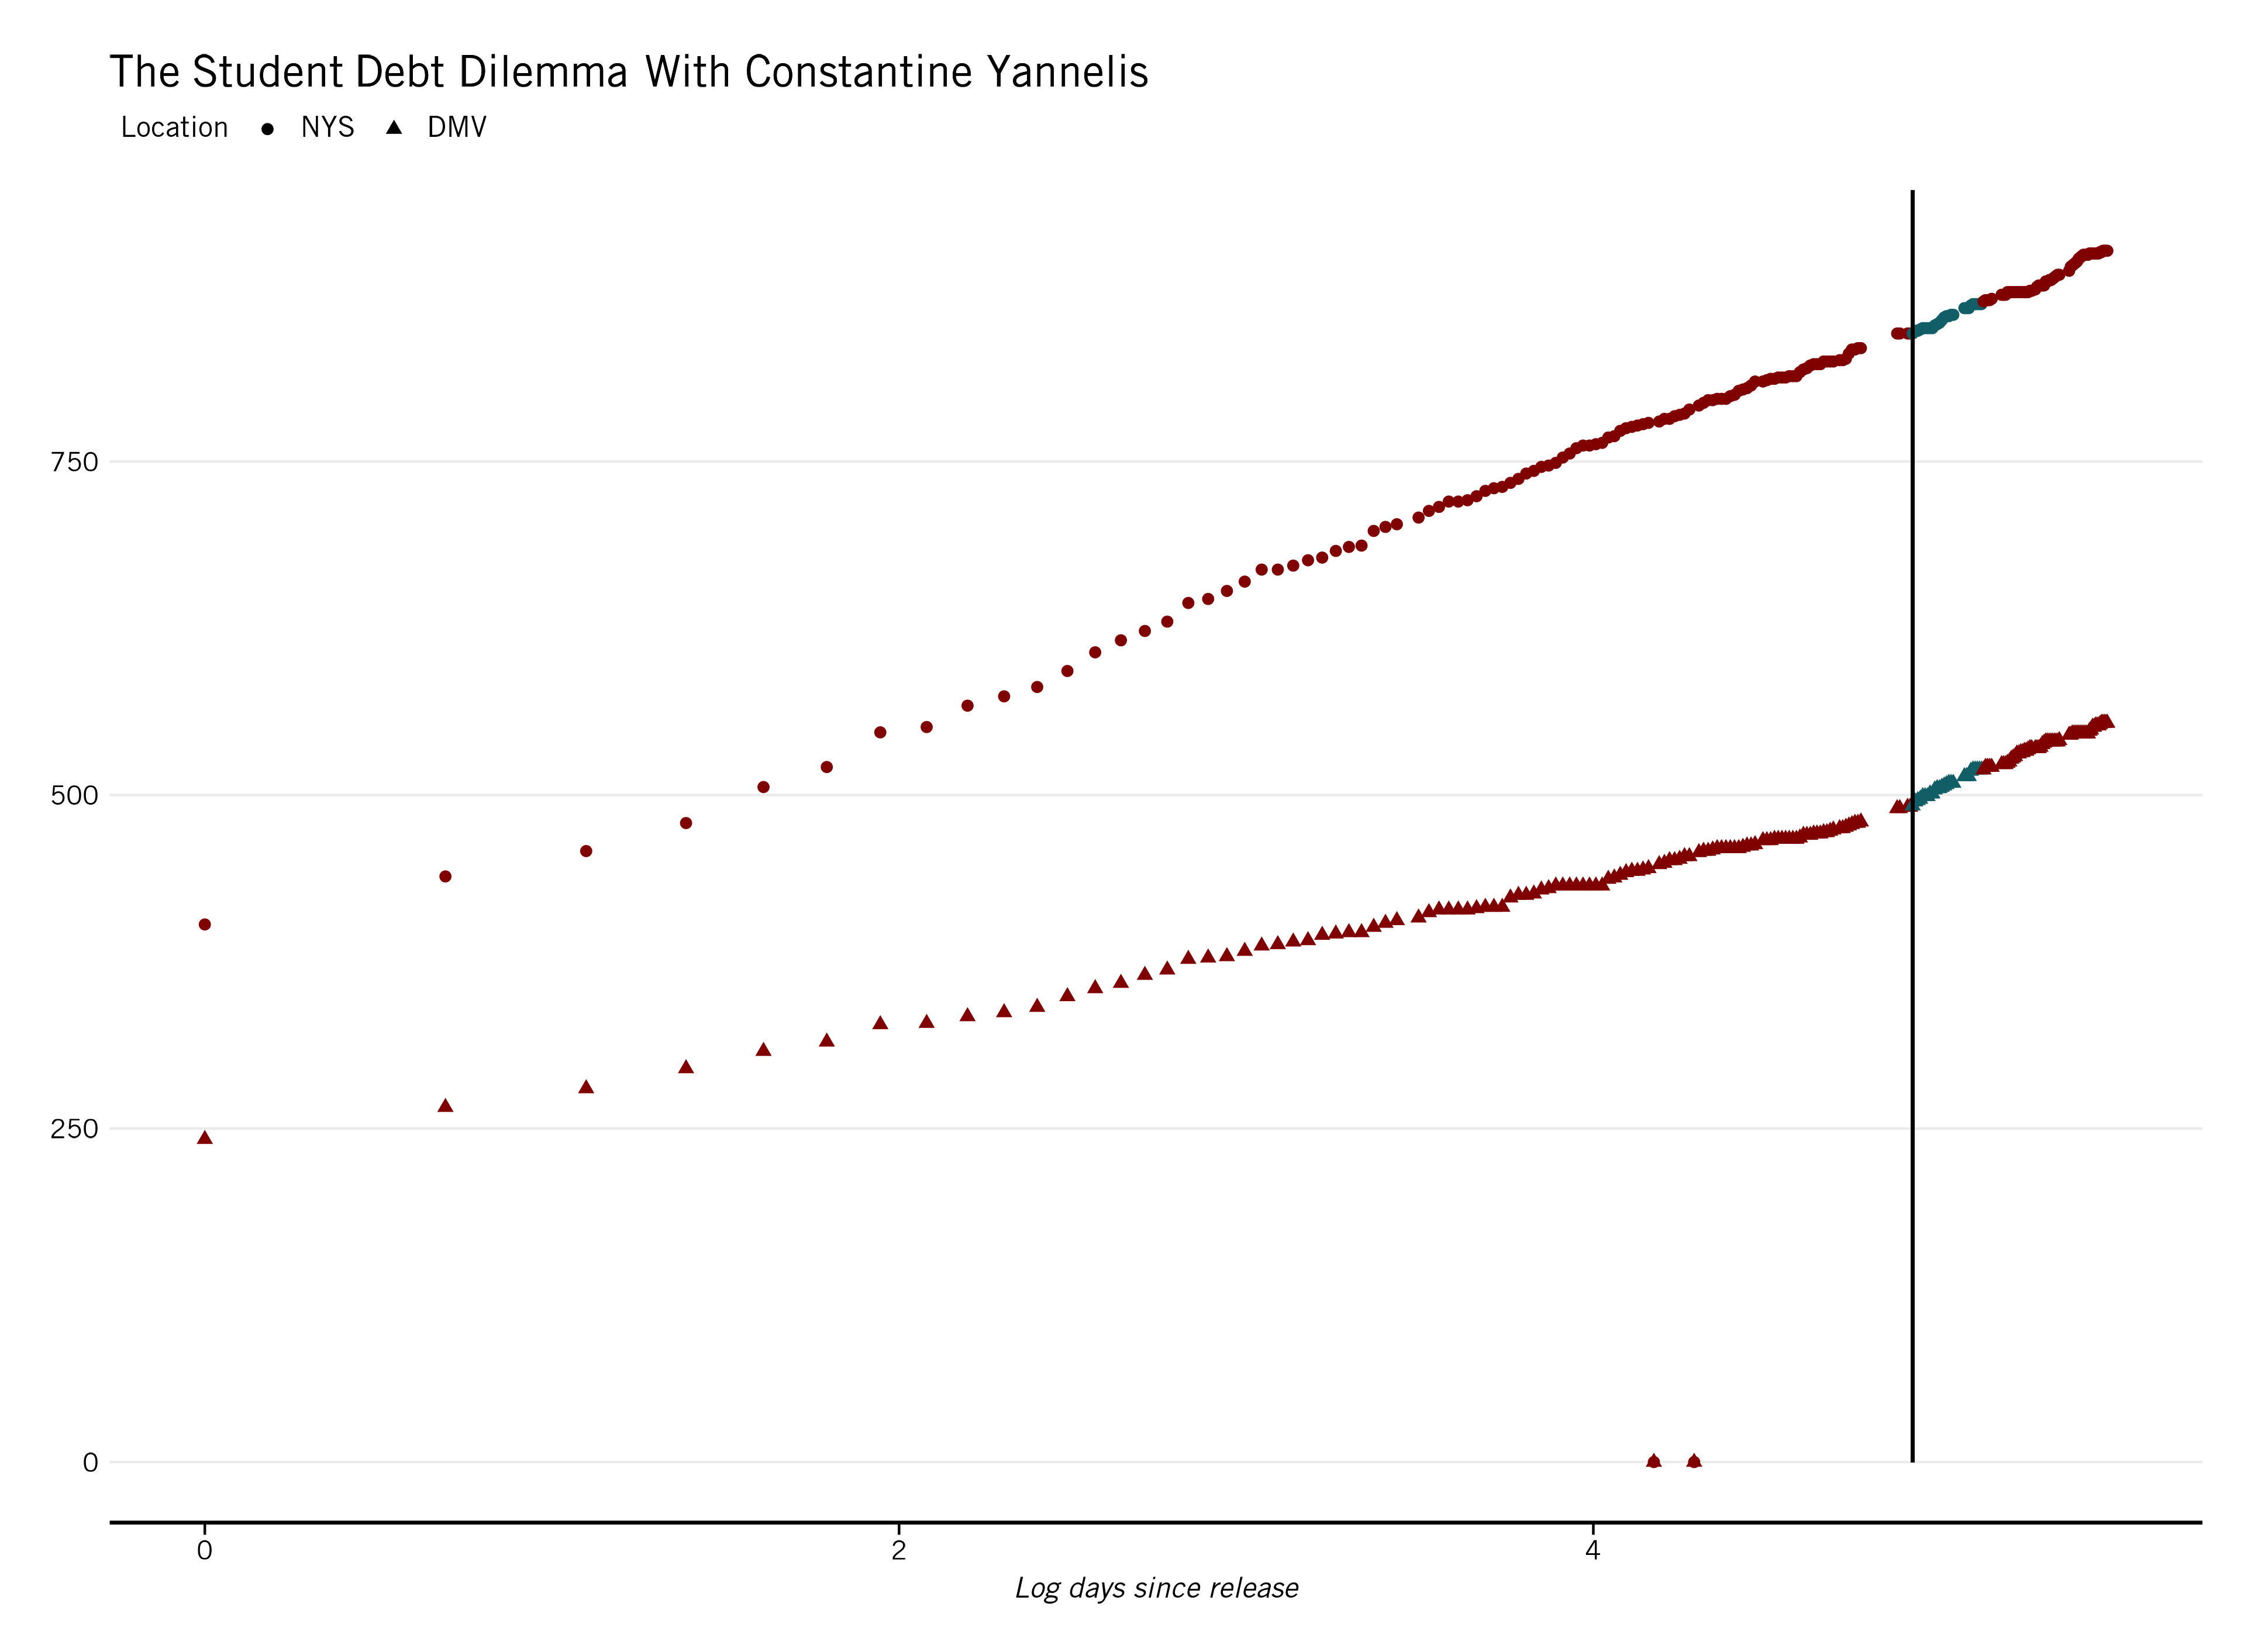 The Student Debt Dilemma With Constantine Yannelis
Location NYS DMV
750
500
250
0
0 2 4
Log days since release